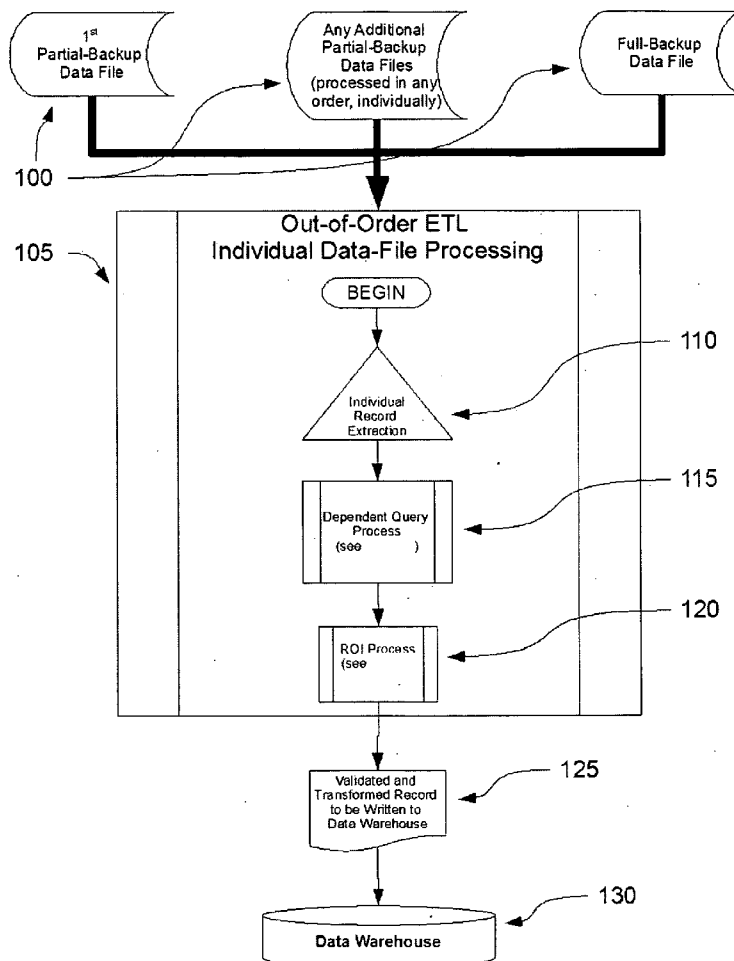 1st
Partial-Backup
Data File
Any Additional
Partial-Backup
Data Files
(processed in any
order, individually)
Full-Backup
Data File
100
Out-of-Order ETL
Individual Data-File Processing
105
BEGIN
110
Individual
Record
Extraction
115
Dependent Query
Process
(see )
120
ROI Process
(see
125
Validated and
Transformed Record
to be Written to
Data Warehouse
130
Data Warehouse